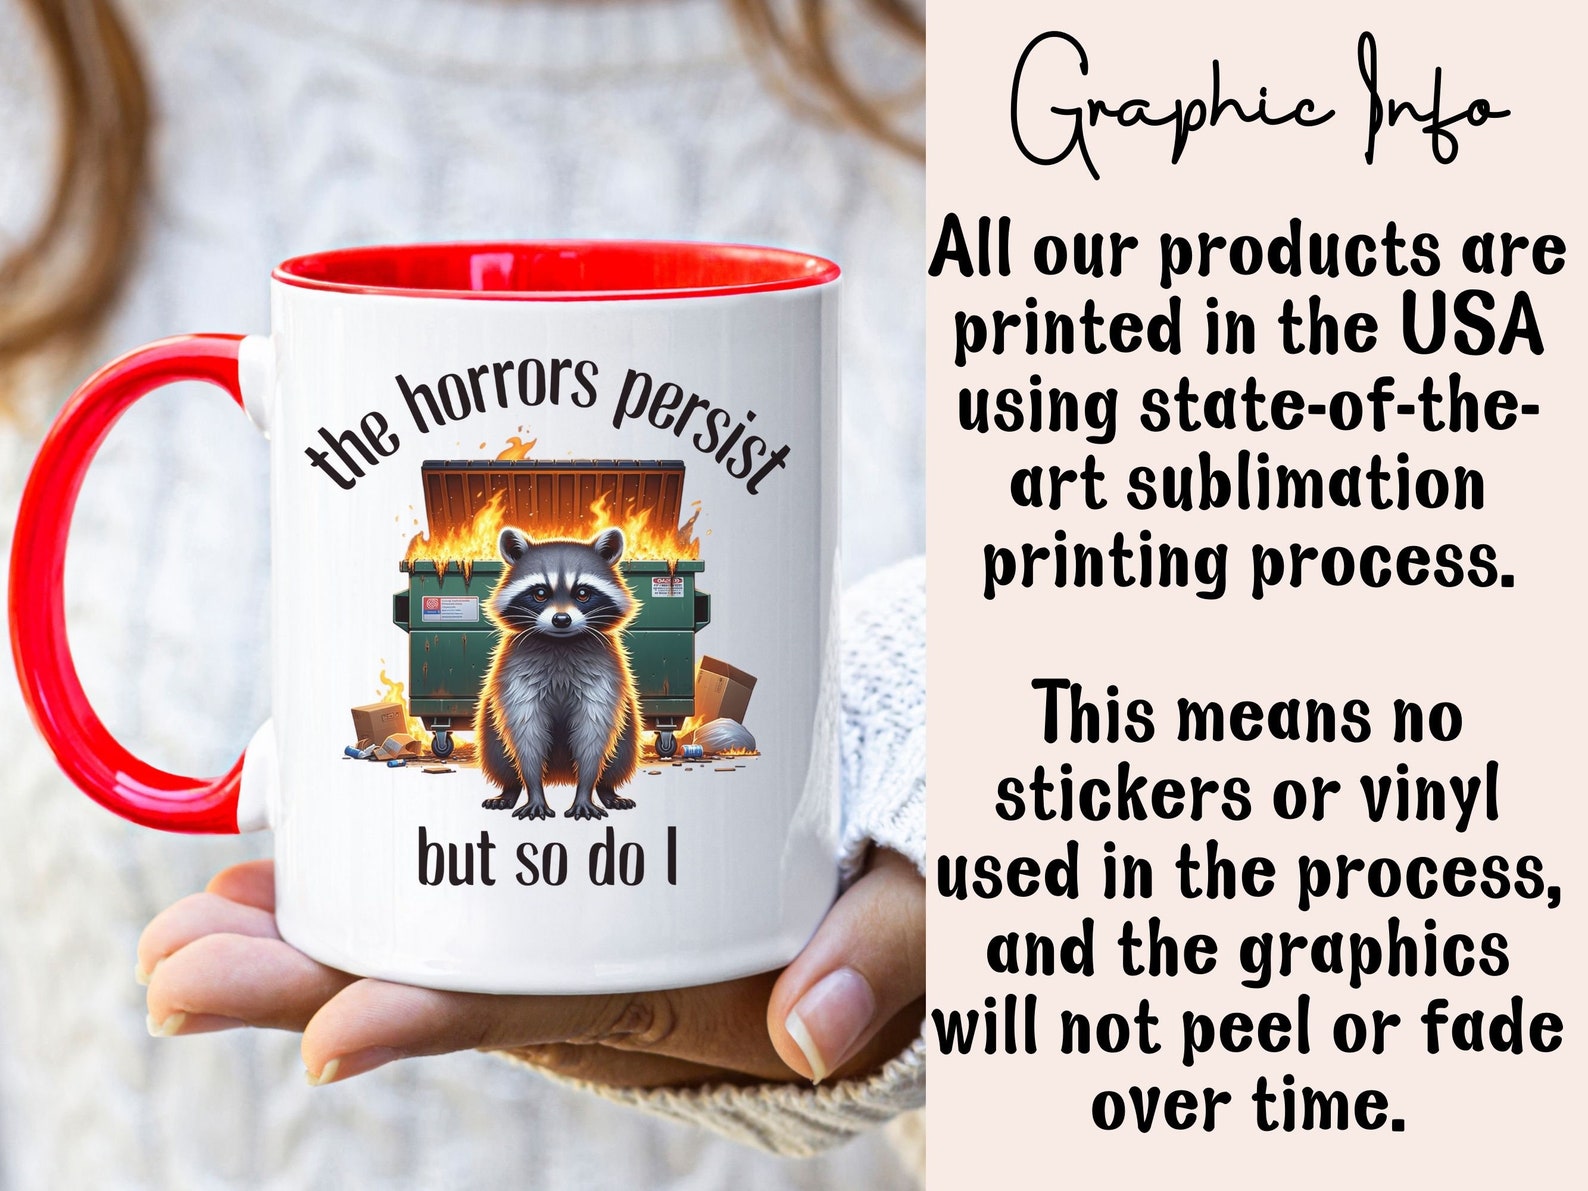 the horrors persist
but so do I
Graphic Info
All our products are
printed in the USA
using state-of-the-
art sublimation
printing process.
This means no
stickers or vinyl
used in the process,
and the graphics
will not peel or fade
over time.